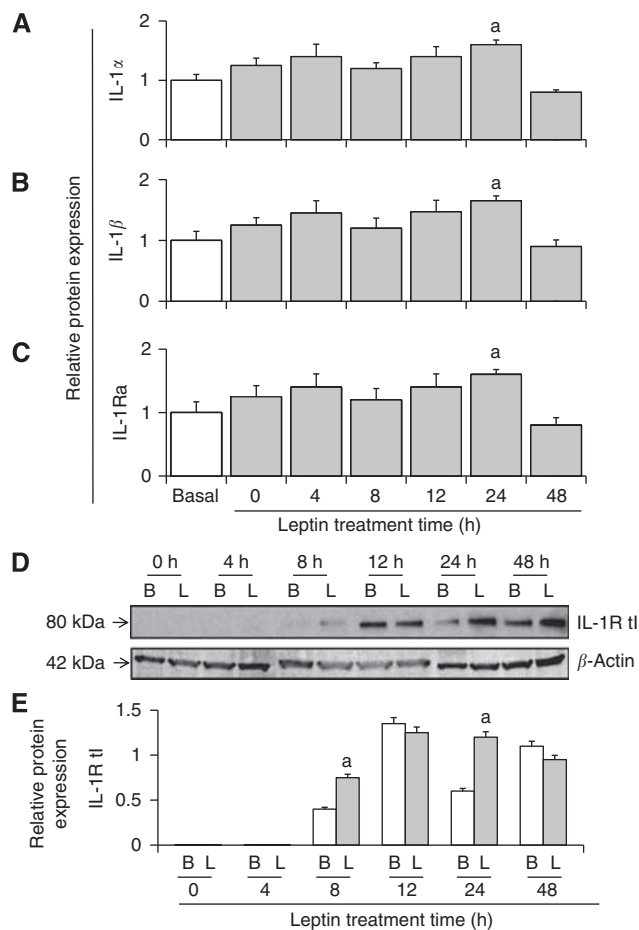 Relative protein expression
A
IL-1α
2
1
0
a
B
IL-1β
2
1
0
a
C
IL-1Ra
2
1
0
a
Basal 0 4 8 12 24 48
Leptin treatment time (h)
D
0 h 4 h 8 h 12 h 24 h 48 h
B L B L B L B L B L B L
80 kDa → IL-1R tI
42 kDa → β-Actin
E
Relative protein
expression
IL-1R tI
1.5
1
0.5
0
a
a
B L B L B L B L B L B L
0 4 8 12 24 48
Leptin treatment time (h)